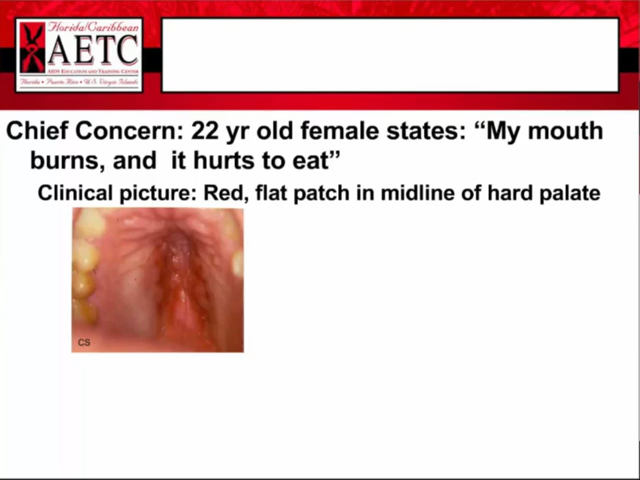 Florida/Caribbean
AETC
AIDS EDUCATION AND TRAINING CENTER
Florida • Puerto Rico • U.S. Virgin Islands
Chief Concern: 22 yr old female states: “My mouth
burns, and it hurts to eat”
Clinical picture: Red, flat patch in midline of hard palate
CS